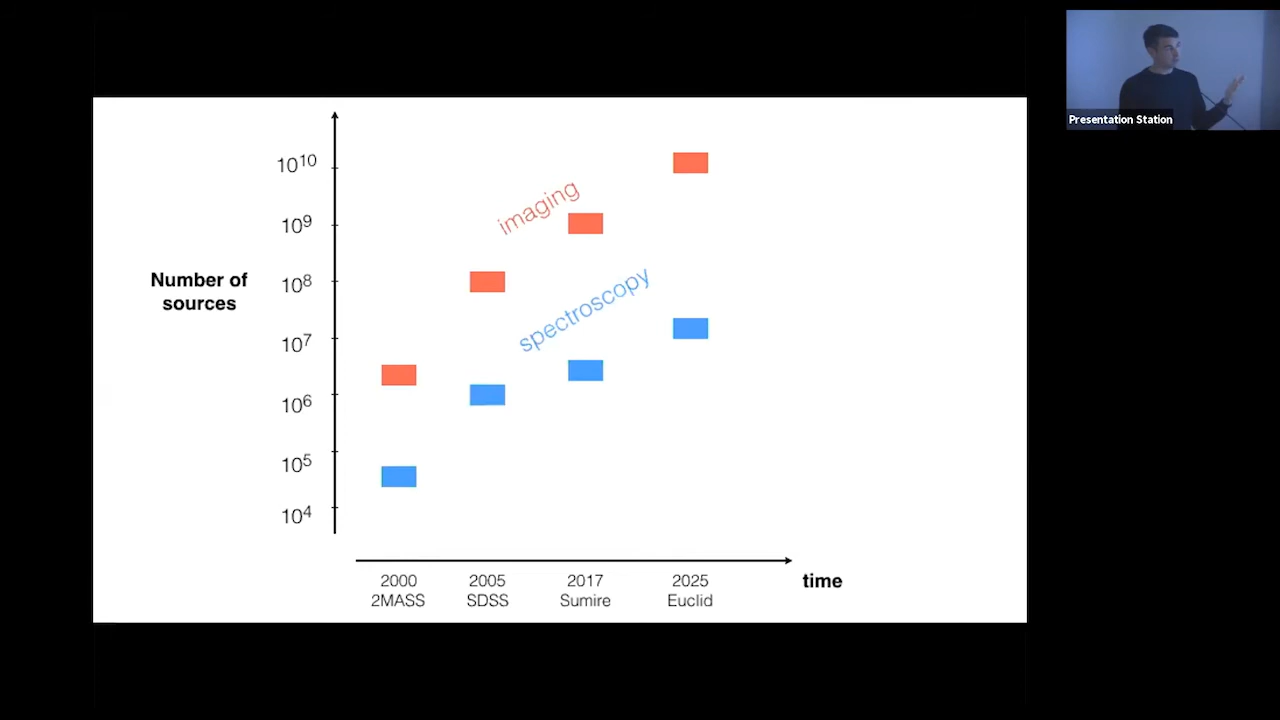 Presentation Station
10^10
10^9
10^8
10^7
10^6
10^5
10^4
Number of
sources
imaging
spectroscopy
2000
2MASS
2005
SDSS
2017
Sumire
2025
Euclid
time